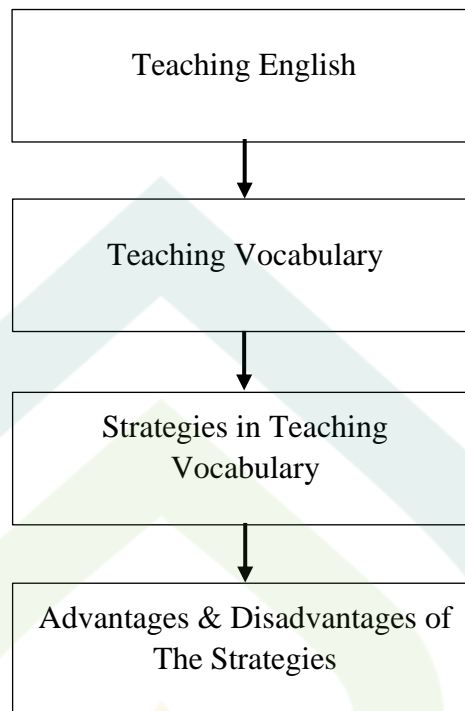 Teaching English
Teaching Vocabulary
Strategies in Teaching
Vocabulary
Advantages & Disadvantages of
The Strategies